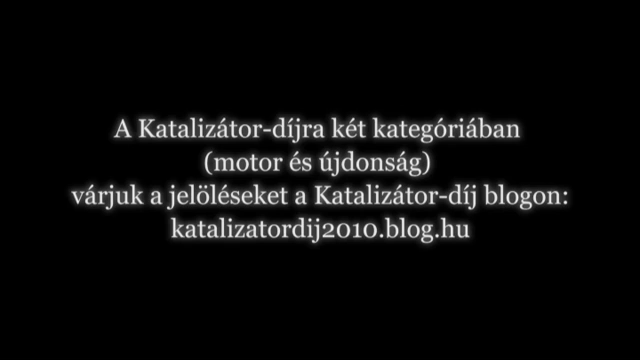 A Katalizátor-díjra két kategóriában
(motor és újdonság)
várjuk a jelöléseket a Katalizátor-díj blogon:
katalizatordij2010.blog.hu